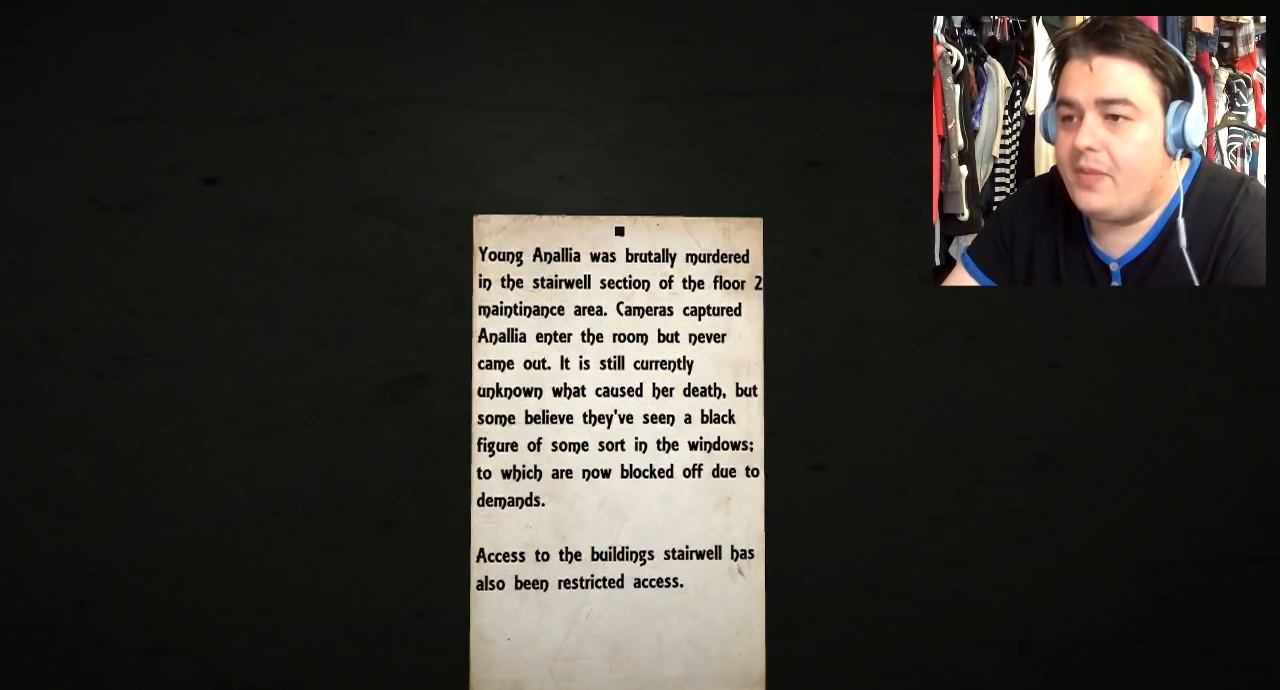 Young Anallia was brutally murdered
in the stairwell section of the floor 2
maintinance area. Cameras captured
Anallia enter the room but never
came out. It is still currently
unknown what caused her death, but
some believe they've seen a black
figure of some sort in the windows;
to which are now blocked off due to
demands.
Access to the buildings stairwell has
also been restricted access.